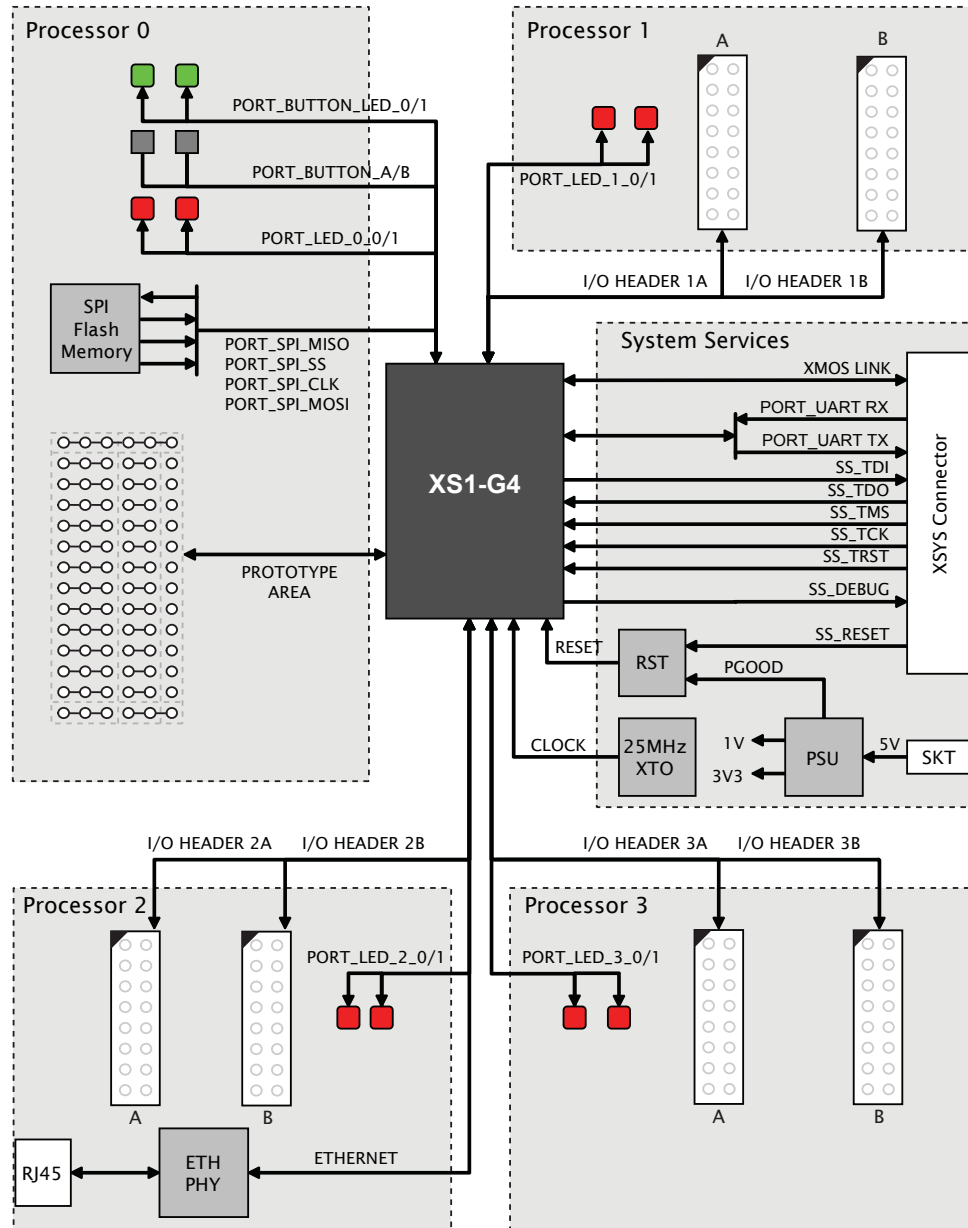 Processor 0
PORT_BUTTON_LED_0/1
PORT_BUTTON_A/B
PORT_LED_0_0/1
SPI
Flash
Memory
PORT_SPI_MISO
PORT_SPI_SS
PORT_SPI_CLK
PORT_SPI_MOSI
PROTOTYPE
AREA
Processor 1
A
B
PORT_LED_1_0/1
I/O HEADER 1A
I/O HEADER 1B
XS1-G4
System Services
XMOS LINK
PORT_UART RX
PORT_UART TX
SS_TDI
SS_TDO
SS_TMS
SS_TCK
SS_TRST
SS_DEBUG
SS_RESET
XSYS Connector
RESET
RST
PGOOD
CLOCK
25MHz
XTO
1V
3V3
PSU
5V
SKT
I/O HEADER 2A
I/O HEADER 2B
Processor 2
PORT_LED_2_0/1
A
B
RJ45
ETH
PHY
ETHERNET
I/O HEADER 3A
I/O HEADER 3B
Processor 3
PORT_LED_3_0/1
A
B